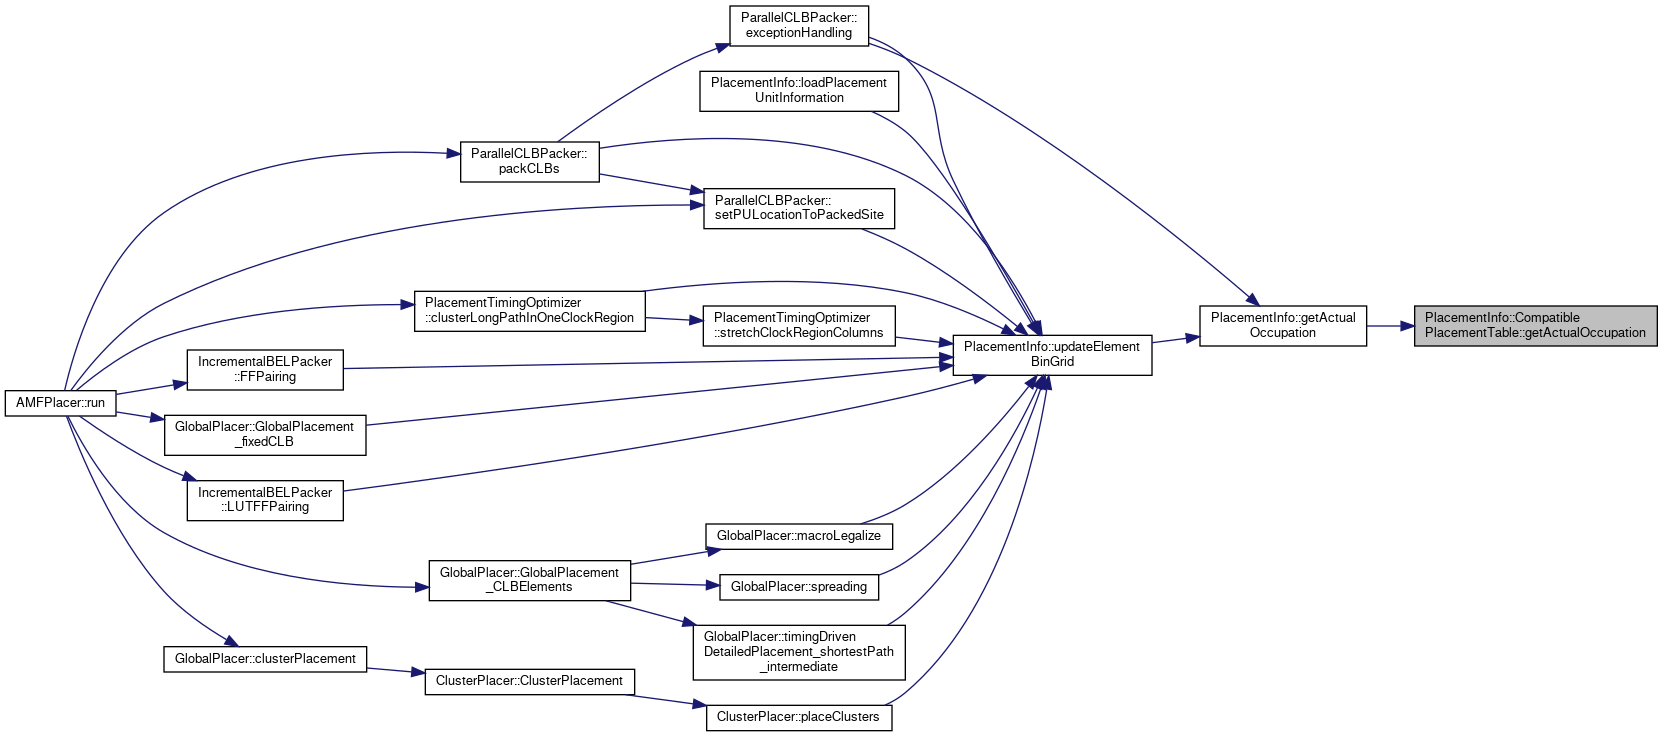 ParallelCLBPacker::
exceptionHandling
PlacementInfo::loadPlacement
UnitInformation
ParallelCLBPacker::
packCLBs
ParallelCLBPacker::
setPULocationToPackedSite
PlacementTimingOptimizer
::clusterLongPathInOneClockRegion
PlacementTimingOptimizer
::stretchClockRegionColumns
PlacementInfo::updateElement
BinGrid
PlacementInfo::getActual
Occupation
PlacementInfo::Compatible
PlacementTable::getActualOccupation
IncrementalBELPacker
::FFPairing
AMFPlacer::run
GlobalPlacer::GlobalPlacement
_fixedCLB
IncrementalBELPacker
::LUTFFPairing
GlobalPlacer::macroLegalize
GlobalPlacer::GlobalPlacement
_CLBElements
GlobalPlacer::spreading
GlobalPlacer::timingDriven
DetailedPlacement_shortestPath
_intermediate
GlobalPlacer::clusterPlacement
ClusterPlacer::ClusterPlacement
ClusterPlacer::placeClusters